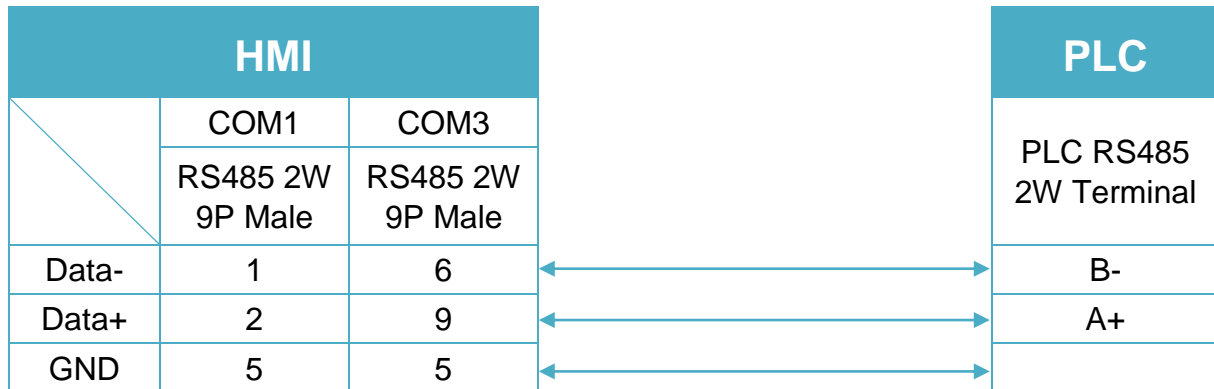 HMI PLC
COM1 COM3
PLC RS485
2W Terminal
RS485 2W RS485 2W
9P Male 9P Male
Data- 1 6 B-
Data+ 2 9 A+
GND 5 5